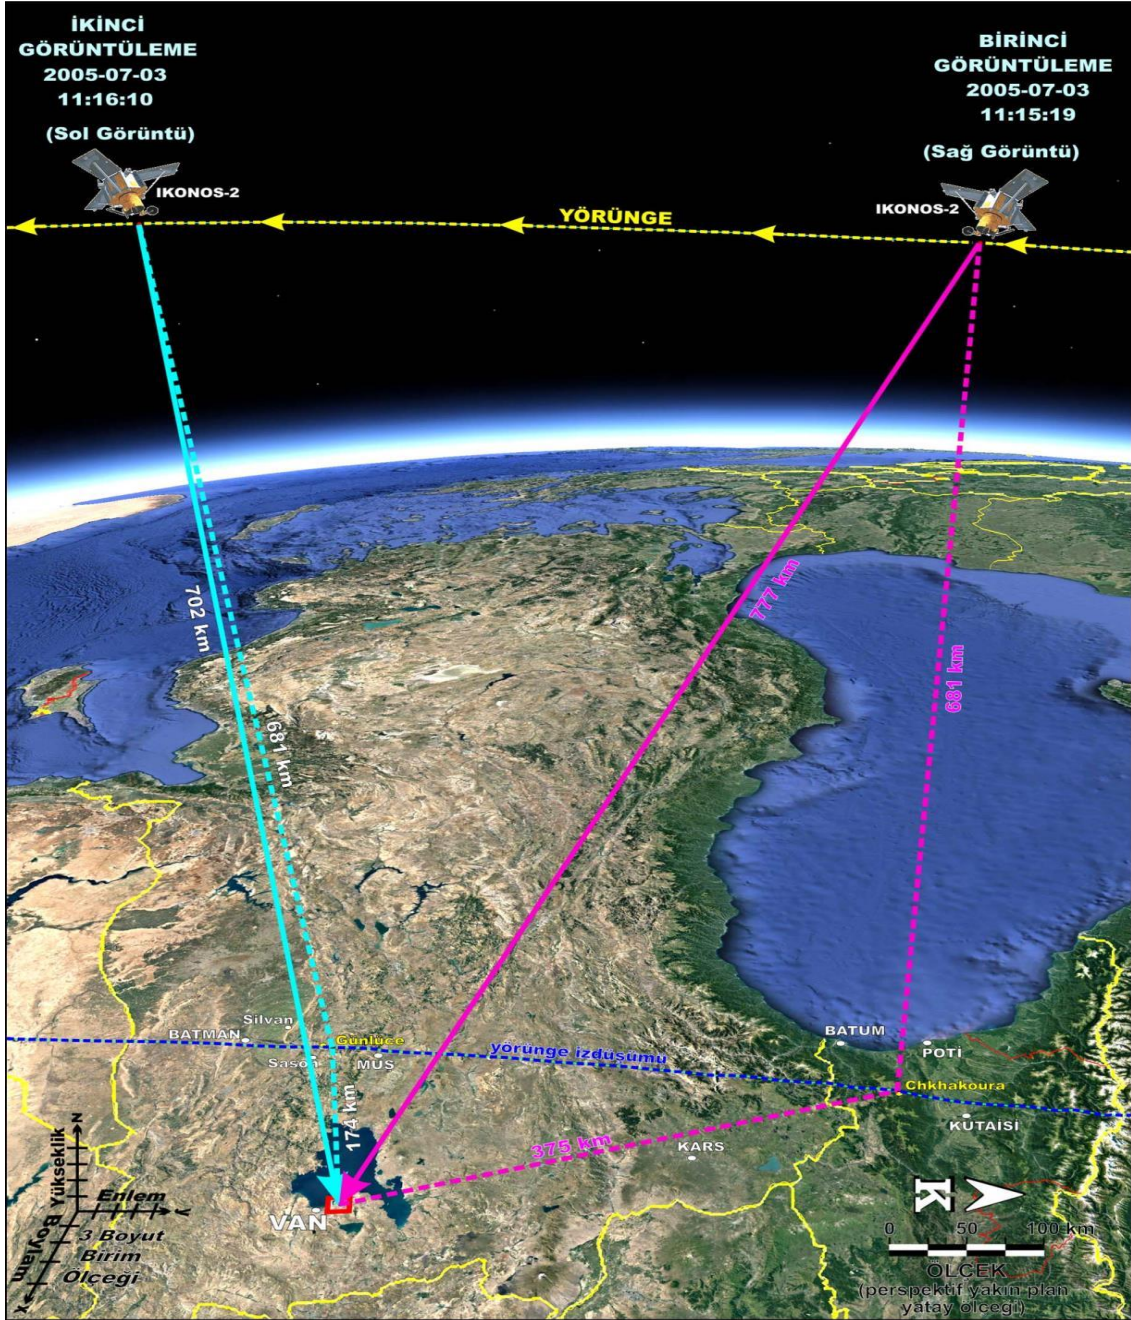 İKİNCİ
GÖRÜNTÜLEME
2005-07-03
11:16:10
(Sol Görüntü)
IKONOS-2
BİRİNCİ
GÖRÜNTÜLEME
2005-07-03
11:15:19
(Sağ Görüntü)
IKONOS-2
YÖRÜNGE
702 km
681 km
777 km
681 km
Silvan
BATMAN
Günlüce
Sason
MUŞ
yörünge izdüşümü
BATUM
POTİ
Chkhakoura
KUTAİSİ
174 km
375 km
KARS
VAN
N
Yükseklik
Enlem
y
Boylam
x
3 Boyut
Birim
Ölçeği
K
0 50 100 km
ÖLÇEK
(perspektif yakın plan
yatay ölçeği)